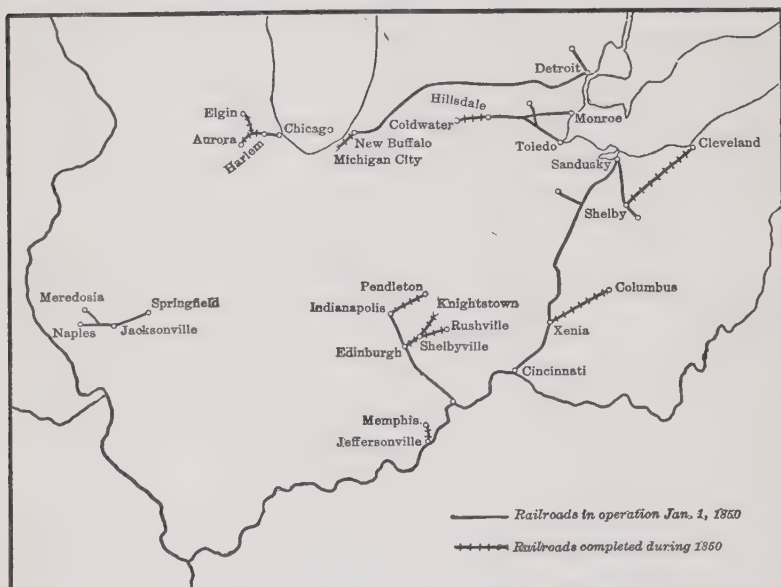 Detroit
Elgin
Hillsdale
Chicago
Coldwater
Monroe
Aurora
Harlem
New Buffalo
Toledo
Cleveland
Michigan City
Sandusky
Shelby
Pendleton
Columbus
Meredosia
Springfield
Indianapolis
Knightstown
Rushville
Naples
Jacksonville
Xenia
Edinburgh
Shelbyville
Cincinnati
Memphis
Jeffersonville
Railroads in operation Jan. 1, 1850
Railroads completed during 1850